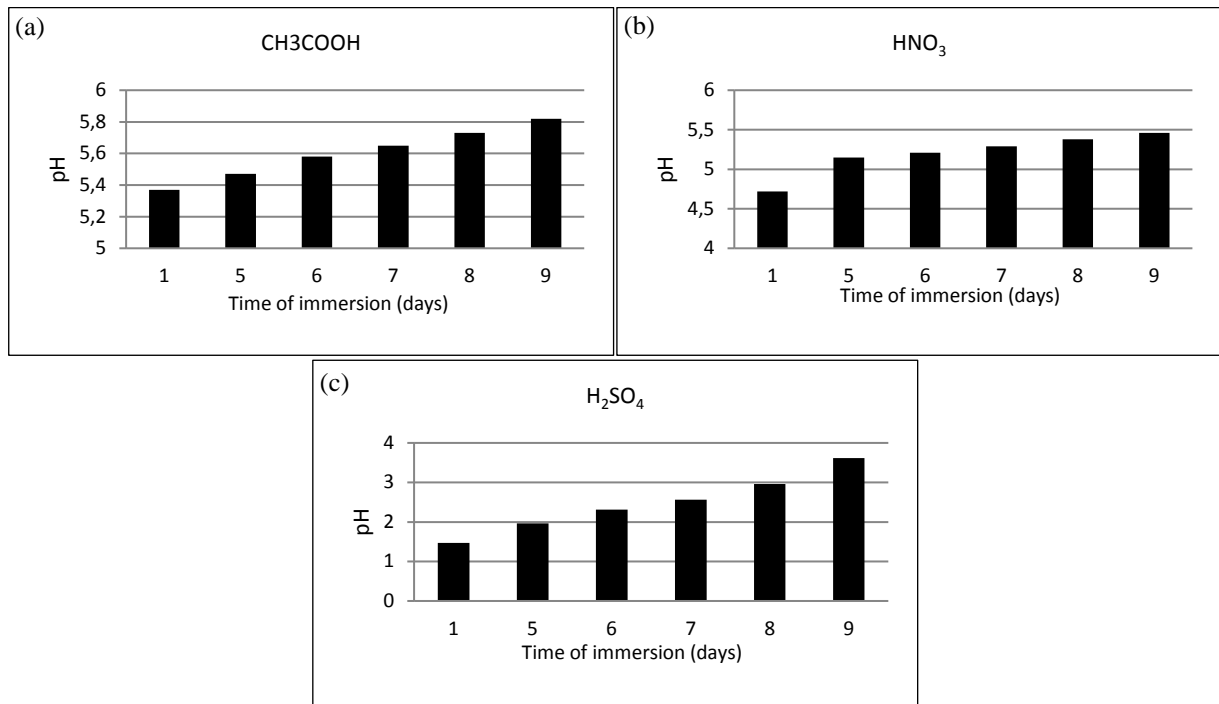 (a)
CH3COOH
6
5,8
5,6
5,4
5,2
5
pH
1 5 6 7 8 9
Time of immersion (days)
(b)
HNO₃
6
5,5
5
4,5
4
pH
1 5 6 7 8 9
Time of immersion (days)
(c)
H₂SO₄
4
3
2
1
0
pH
1 5 6 7 8 9
Time of immersion (days)